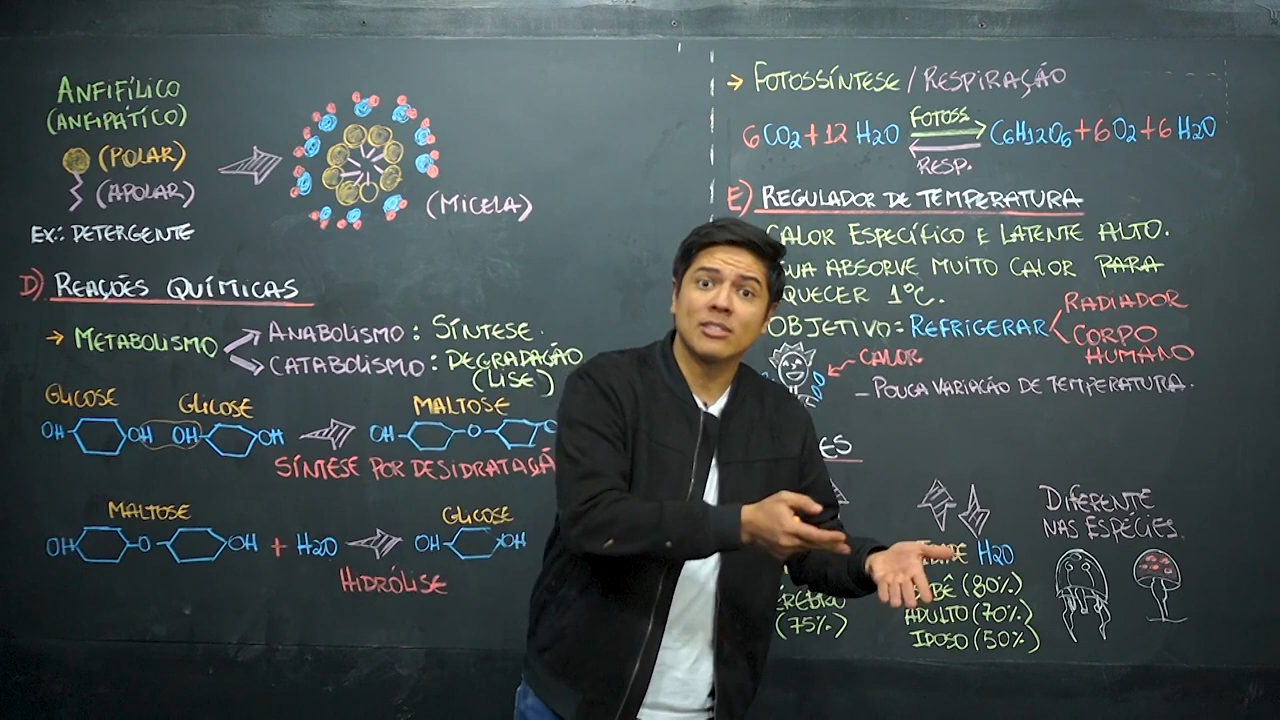 ANFIFÍLICO
(ANFIPÁTICO)
(POLAR)
(APOLAR)
EX.: DETERGENTE
(MICELA)
D) REAÇÕES QUÍMICAS
→ METABOLISMO
ANABOLISMO: SÍNTESE.
CATABOLISMO: DEGRADAÇÃO
(LISE)
GLICOSE GLICOSE MALTOSE
OH OH OH OH OH O
SÍNTESE POR DESIDRATAÇÃ
MALTOSE GLICOSE
OH O OH + H2O OH OH
HIDRÓLISE
→ FOTOSSÍNTESE / RESPIRAÇÃO
6 CO2 + 12 H2O FOTOSS C6H12O6 + 6 O2 + 6 H2O
RESP.
E) REGULADOR DE TEMPERATURA
CALOR ESPECÍFICO E LATENTE ALTO.
UA ABSORVE MUITO CALOR PARA
QUECER 1°C.
OBJETIVO: REFRIGERAR
RADIADOR
CORPO
HUMANO
CALOR
- POUCA VARIAÇÃO DE TEMPERATURA.
ES
H2O
BÊ (80%)
ADULTO (70%)
IDOSO (50%)
ÉREBRO
(75%)
DIFERENTE
NAS ESPÉCIES.